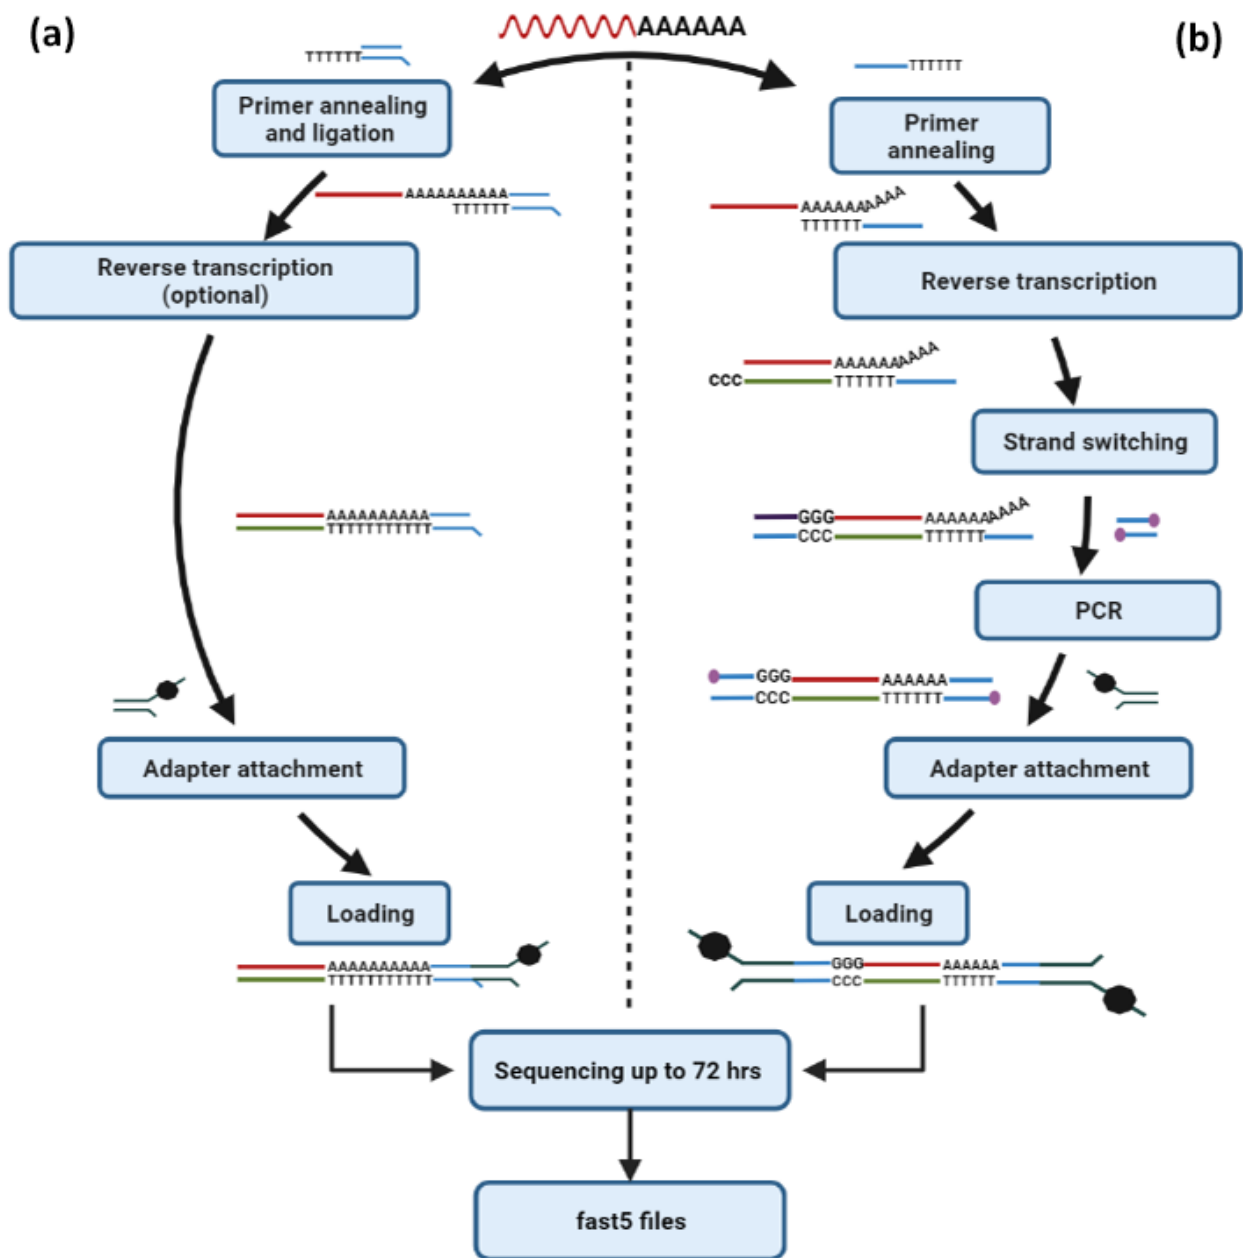 (a)
AAAAAA
(b)
TTTTTT
TTTTTT
Primer annealing
and ligation
Primer
annealing
AAAAAAAAAA
TTTTTT
AAAAAAAAAA
TTTTTT
Reverse transcription
(optional)
Reverse transcription
AAAAAAAAAA
CCC
TTTTTT
Strand switching
AAAAAAAAAA
TTTTTTTTTTT
GGG
AAAAAAAAAA
CCC
TTTTTT
PCR
GGG
AAAAAA
CCC
TTTTTT
Adapter attachment
Adapter attachment
Loading
Loading
AAAAAAAAAA
TTTTTTTTTTT
GGG
AAAAAA
CCC
TTTTTT
Sequencing up to 72 hrs
fast5 files